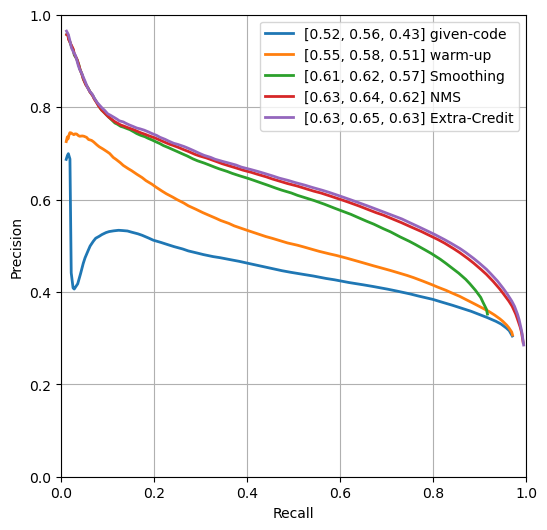 1.0
0.8
0.6
0.4
0.2
0.0
Precision
0.0 0.2 0.4 0.6 0.8 1.0
Recall
[0.52, 0.56, 0.43] given-code
[0.55, 0.58, 0.51] warm-up
[0.61, 0.62, 0.57] Smoothing
[0.63, 0.64, 0.62] NMS
[0.63, 0.65, 0.63] Extra-Credit